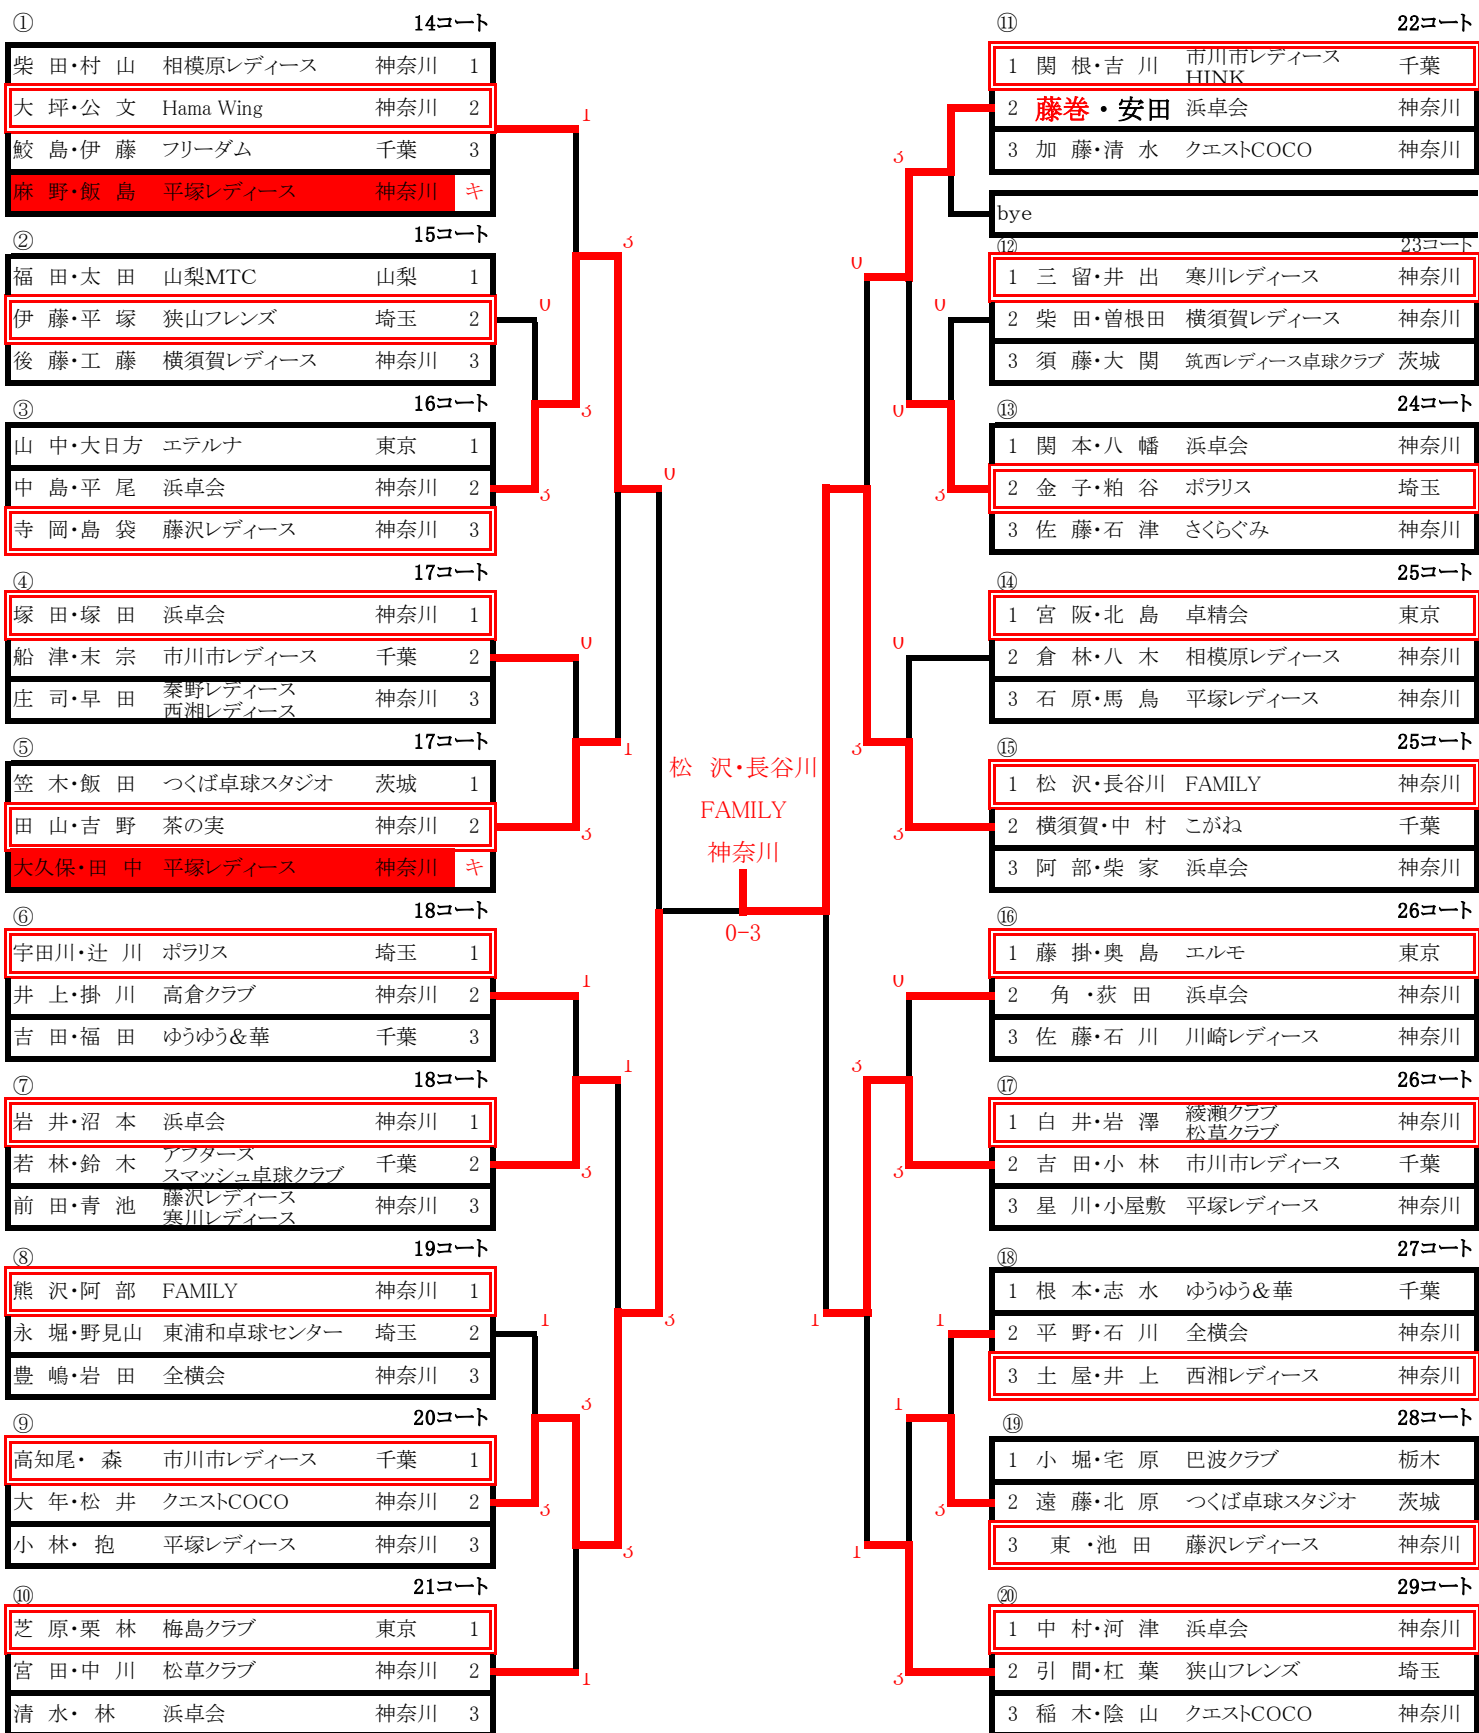 ① 14コート
柴 田・村 山 相模原レディース 神奈川 1
大 坪・公 文 Hama Wing 神奈川 2
鮫 島・伊 藤 フリーダム 千葉 3
麻 野・飯 島 平塚レディース 神奈川 キ
② 15コート
福 田・太 田 山梨MTC 山梨 1
伊 藤・平 塚 狭山フレンズ 埼玉 2
後 藤・工 藤 横須賀レディース 神奈川 3
③ 16コート
山 中・大日方 エテルナ 東京 1
中 島・平 尾 浜卓会 神奈川 2
寺 岡・島 袋 藤沢レディース 神奈川 3
④ 17コート
塚 田・塚 田 浜卓会 神奈川 1
船 津・末 宗 市川市レディース 千葉 2
庄 司・早 田 秦野レディース 西湘レディース 神奈川 3
⑤ 17コート
笠 木・飯 田 つくば卓球スタジオ 茨城 1
田 山・吉 野 茶の実 神奈川 2
大久保・田 中 平塚レディース 神奈川 キ
⑥ 18コート
宇田川・辻 川 ポラリス 埼玉 1
井 上・掛 川 高倉クラブ 神奈川 2
吉 田・福 田 ゆうゆう&華 千葉 3
⑦ 18コート
岩 井・沼 本 浜卓会 神奈川 1
若 林・鈴 木 アフターズ スマッシュ卓球クラブ 千葉 2
前 田・青 池 藤沢レディース 寒川レディース 神奈川 3
⑧ 19コート
熊 沢・阿 部 FAMILY 神奈川 1
永 堀・野見山 東浦和卓球センター 埼玉 2
豊 嶋・岩 田 全横会 神奈川 3
⑨ 20コート
高知尾・ 森 市川市レディース 千葉 1
大 年・松 井 クエストCOCO 神奈川 2
小 林・ 抱 平塚レディース 神奈川 3
⑩ 21コート
芝 原・栗 林 梅島クラブ 東京 1
宮 田・中 川 松草クラブ 神奈川 2
清 水・ 林 浜卓会 神奈川 3
1
3
0
3
3
0
0
1
3
1
1
3
1
3
3
3
3
1
松 沢・長谷川
FAMILY
神奈川
0-3
3
0
0
0
3
0
3
3
0
3
3
1
1
1
3
1
3
⑪ 22コート
1 関 根・吉 川 市川市レディース HINK 千葉
2 藤巻・安田 浜卓会 神奈川
3 加 藤・清 水 クエストCOCO 神奈川
bye
⑫ 23コート
1 三 留・井 出 寒川レディース 神奈川
2 柴 田・曽根田 横須賀レディース 神奈川
3 須 藤・大 関 筑西レディース卓球クラブ 茨城
⑬ 24コート
1 関 本・八 幡 浜卓会 神奈川
2 金 子・粕 谷 ポラリス 埼玉
3 佐 藤・石 津 さくらぐみ 神奈川
⑭ 25コート
1 宮 阪・北 島 卓精会 東京
2 倉 林・八 木 相模原レディース 神奈川
3 石 原・馬 鳥 平塚レディース 神奈川
⑮ 25コート
1 松 沢・長谷川 FAMILY 神奈川
2 横須賀・中 村 こがね 千葉
3 阿 部・柴 家 浜卓会 神奈川
⑯ 26コート
1 藤 掛・奥 島 エルモ 東京
2 角 ・荻 田 浜卓会 神奈川
3 佐 藤・石 川 川崎レディース 神奈川
⑰ 26コート
1 白 井・岩 澤 綾瀬クラブ 松草クラブ 神奈川
2 吉 田・小 林 市川市レディース 千葉
3 星 川・小屋敷 平塚レディース 神奈川
⑱ 27コート
1 根 本・志 水 ゆうゆう&華 千葉
2 平 野・石 川 全横会 神奈川
3 土 屋・井 上 西湘レディース 神奈川
⑲ 28コート
1 小 堀・宅 原 巴波クラブ 栃木
2 遠 藤・北 原 つくば卓球スタジオ 茨城
3 東 ・池 田 藤沢レディース 神奈川
⑳ 29コート
1 中 村・河 津 浜卓会 神奈川
2 引 間・杠 葉 狭山フレンズ 埼玉
3 稲 木・陰 山 クエストCOCO 神奈川